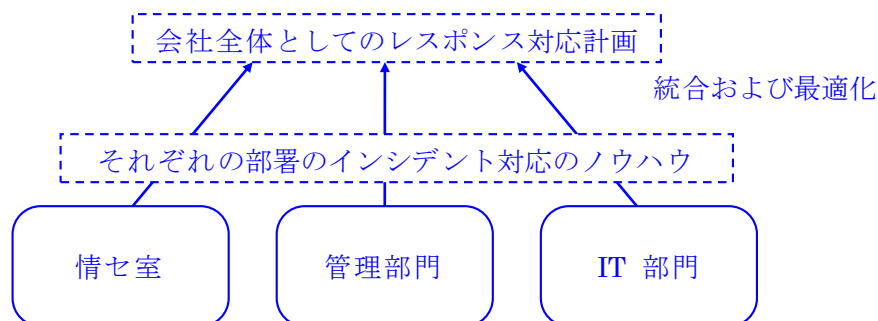 会社全体としてのレスポンス対応計画
統合および最適化
それぞれの部署のインシデント対応のノウハウ
情セ室
管理部門
IT 部門